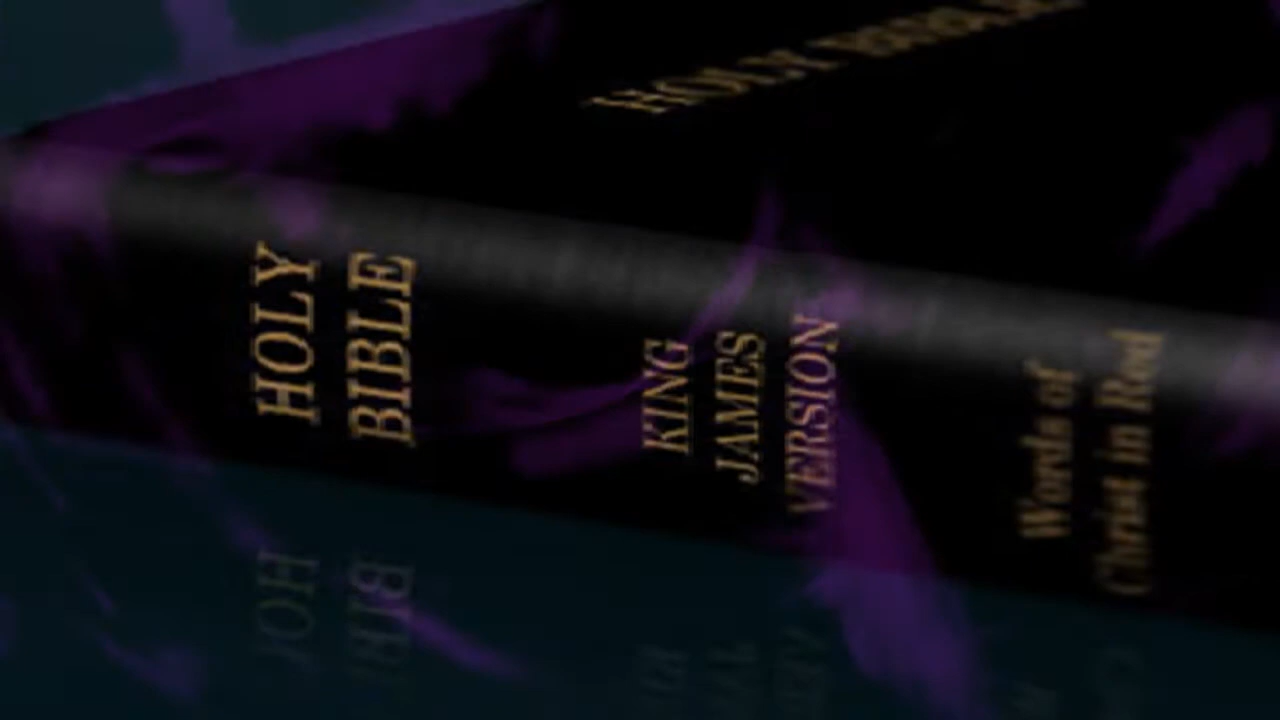 HOLY BIBLE
HOLY
BIBLE
KING
JAMES
VERSION
Words of
Christ in Red